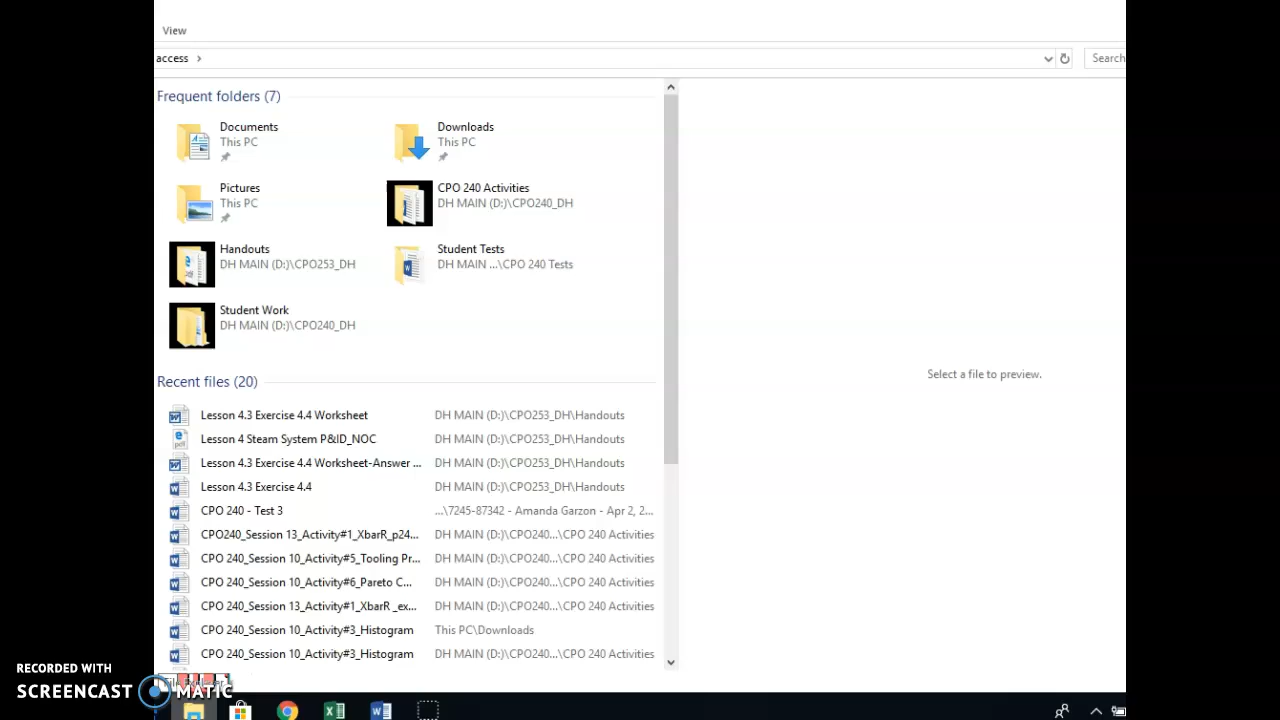 View
access >
Search
Frequent folders (7)
Documents
This PC
Downloads
This PC
Pictures
This PC
CPO 240 Activities
DH MAIN (D:)\CPO240_DH
Handouts
DH MAIN (D:)\CPO253_DH
Student Tests
DH MAIN ...\CPO 240 Tests
Student Work
DH MAIN (D:)\CPO240_DH
Select a file to preview.
Recent files (20)
Lesson 4.3 Exercise 4.4 Worksheet DH MAIN (D:)\CPO253_DH\Handouts
Lesson 4 Steam System P&ID_NOC DH MAIN (D:)\CPO253_DH\Handouts
Lesson 4.3 Exercise 4.4 Worksheet-Answer ... DH MAIN (D:)\CPO253_DH\Handouts
Lesson 4.3 Exercise 4.4 DH MAIN (D:)\CPO253_DH\Handouts
CPO 240 - Test 3 ...\7245-87342 - Amanda Garzon - Apr 2, 2...
CPO240_Session 13_Activity#1_XbarR_p24... DH MAIN (D:)\CPO240...\CPO 240 Activities
CPO 240_Session 10_Activity#5_Tooling Pr... DH MAIN (D:)\CPO240...\CPO 240 Activities
CPO 240_Session 10_Activity#6_Pareto C... DH MAIN (D:)\CPO240...\CPO 240 Activities
CPO 240_Session 13_Activity#1_XbarR _ex... DH MAIN (D:)\CPO240...\CPO 240 Activities
CPO 240_Session 10_Activity#3_Histogram This PC\Downloads
CPO 240_Session 10_Activity#3_Histogram DH MAIN (D:)\CPO240...\CPO 240 Activities
RECORDED WITH
SCREENCAST MATIC